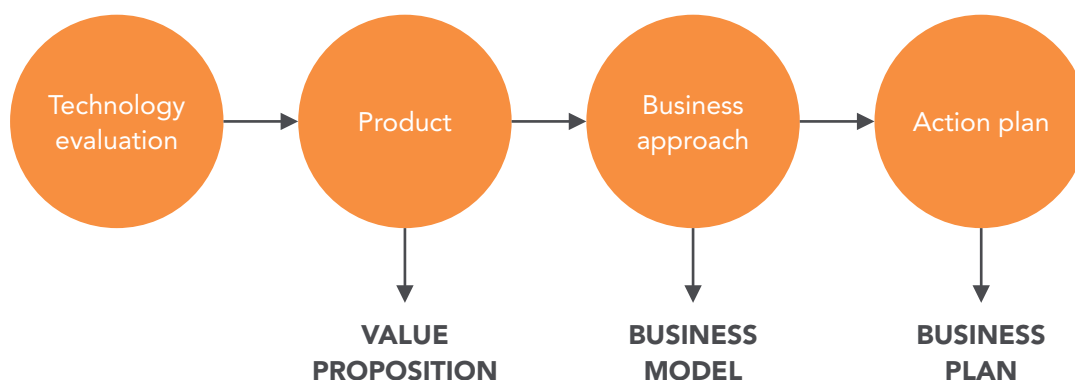 Technology
evaluation
Product
Business
approach
Action plan
VALUE
PROPOSITION
BUSINESS
MODEL
BUSINESS
PLAN